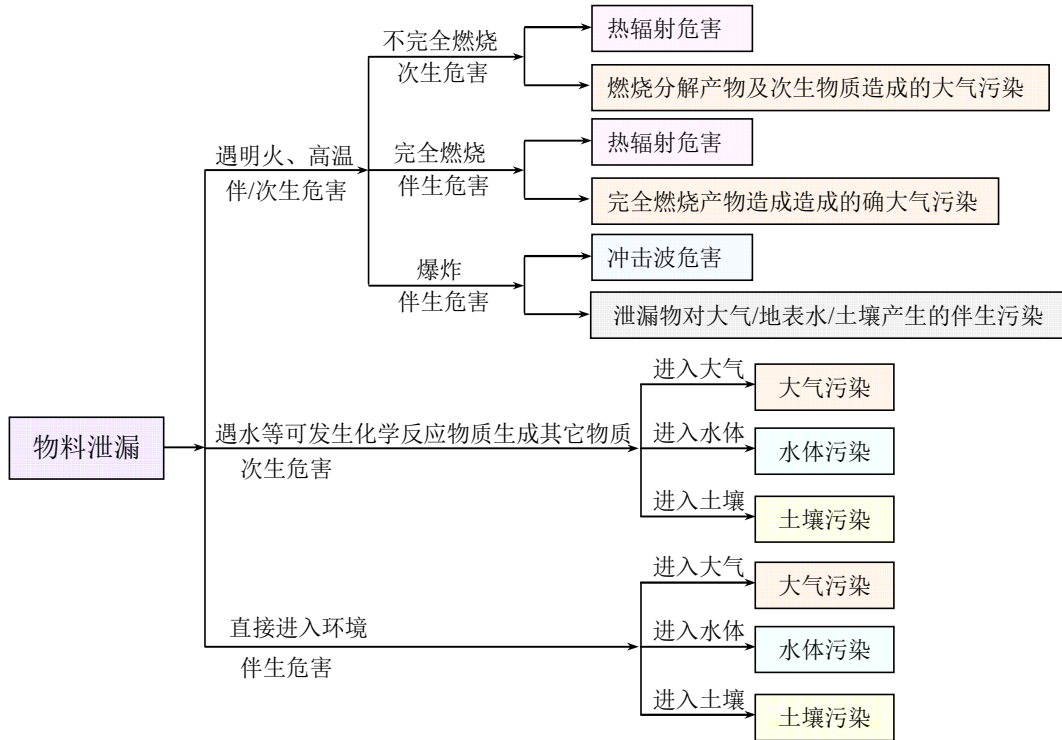 不完全燃烧
次生危害
热辐射危害
燃烧分解产物及次生物质造成的大气污染
遇明火、高温
伴/次生危害
完全燃烧
伴生危害
热辐射危害
完全燃烧产物造成造成的确大气污染
爆炸
伴生危害
冲击波危害
泄漏物对大气/地表水/土壤产生的伴生污染
物料泄漏
遇水等可发生化学反应物质生成其它物质
次生危害
进入大气
大气污染
进入水体
水体污染
进入土壤
土壤污染
直接进入环境
伴生危害
进入大气
大气污染
进入水体
水体污染
进入土壤
土壤污染